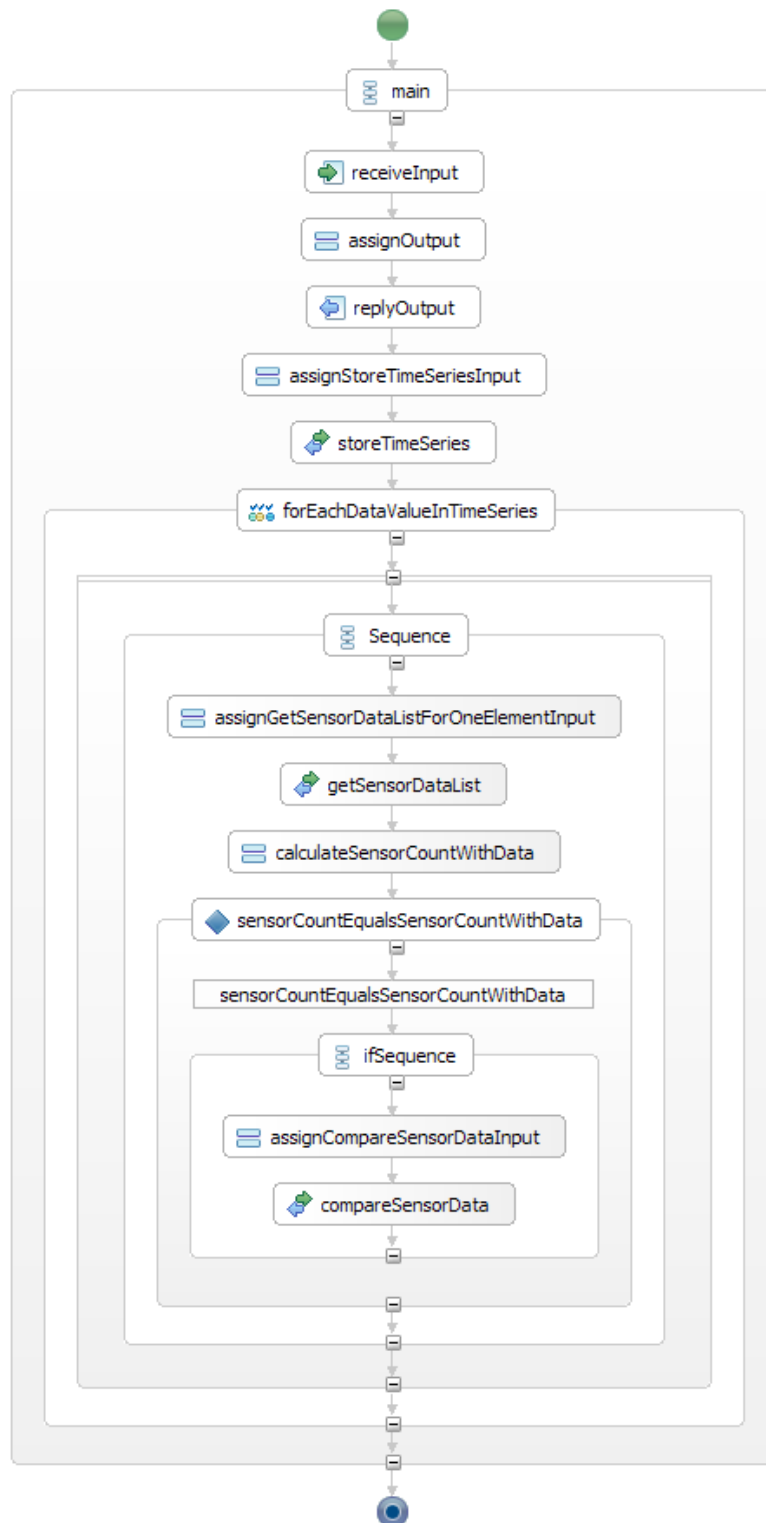 main
receiveInput
assignOutput
replyOutput
assignStoreTimeSeriesInput
storeTimeSeries
forEachDataValueInTimeSeries
Sequence
assignGetSensorDataListForOneElementInput
getSensorDataList
calculateSensorCountWithData
sensorCountEqualsSensorCountWithData
sensorCountEqualsSensorCountWithData
ifSequence
assignCompareSensorDataInput
compareSensorData